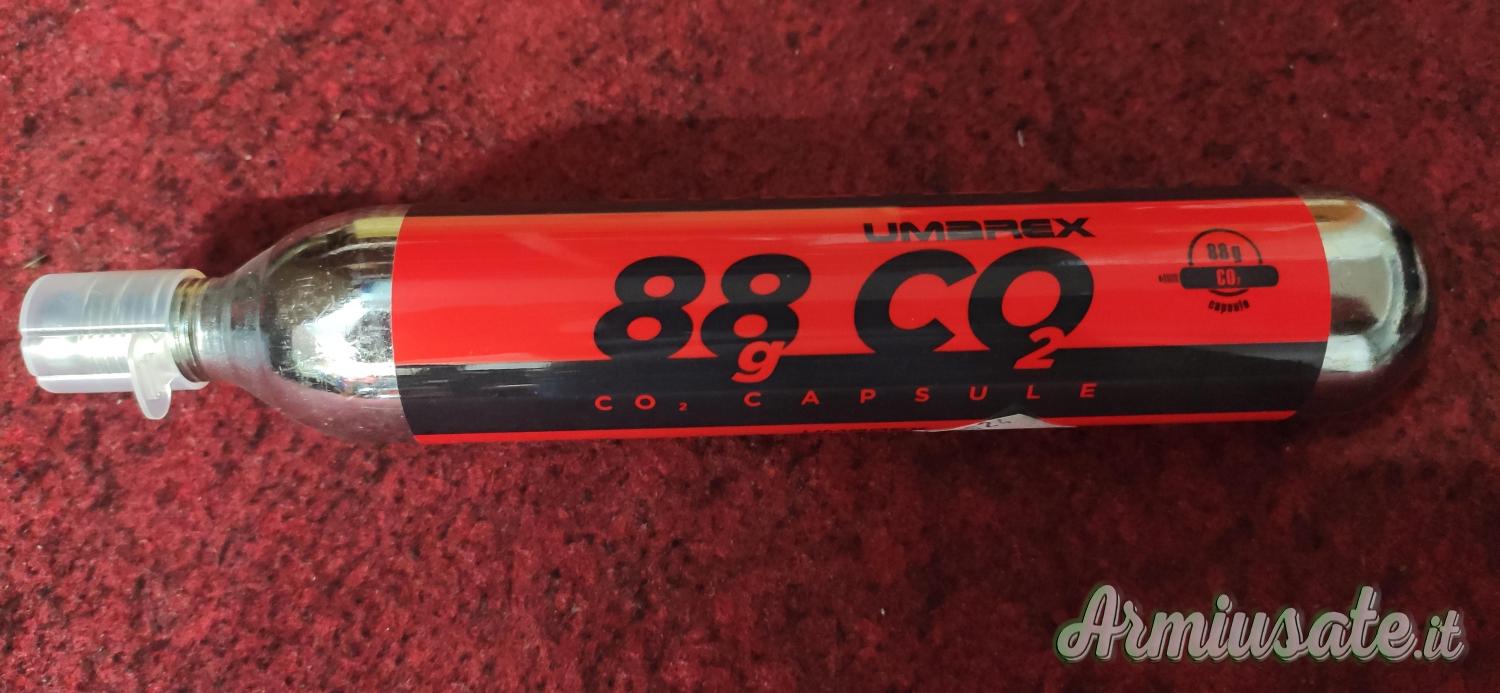 UMAREX
88g CO2
CO2 CAPSULE
88g
CO2
capsule
Armiusate.it